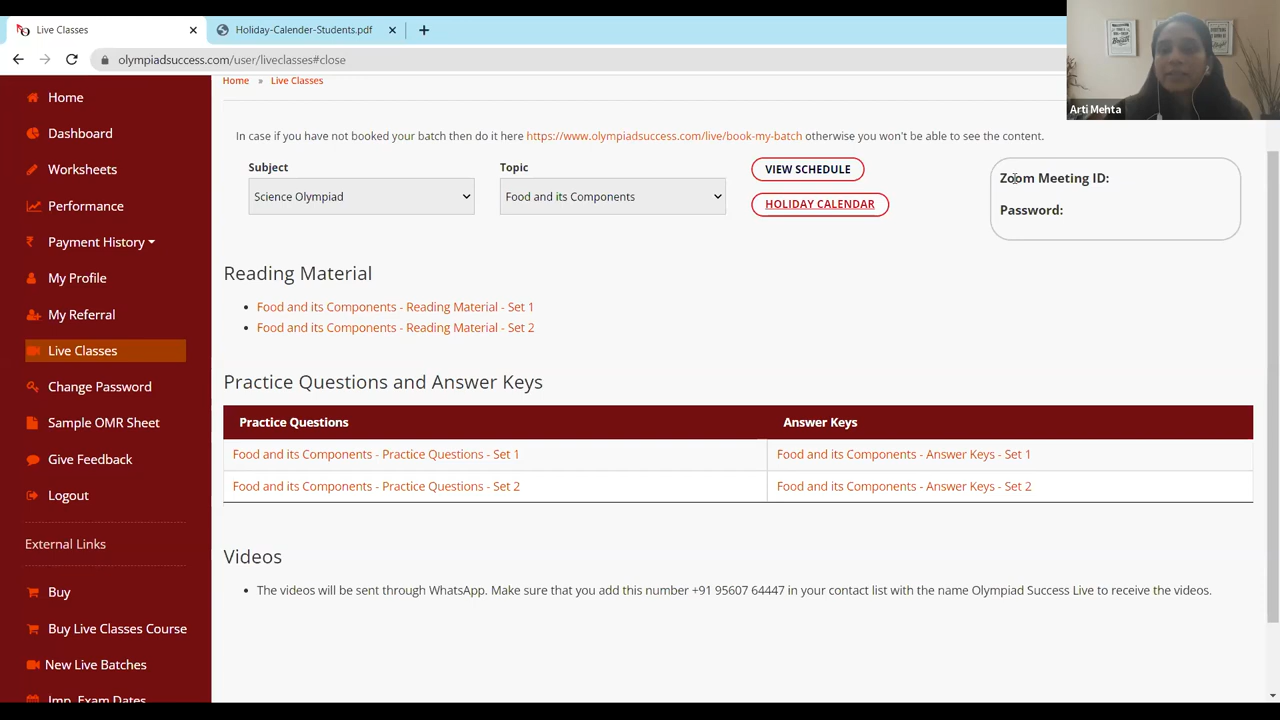 Live Classes
Holiday-Calender-Students.pdf
olympiadsuccess.com/user/liveclasses#close
Arti Mehta
Home
Dashboard
Worksheets
Performance
Payment History
My Profile
My Referral
Live Classes
Change Password
Sample OMR Sheet
Give Feedback
Logout
External Links
Buy
Buy Live Classes Course
New Live Batches
Imp. Exam Dates
Home » Live Classes
In case if you have not booked your batch then do it here https://www.olympiadsuccess.com/live/book-my-batch otherwise you won't be able to see the content.
Subject
Science Olympiad
Topic
Food and its Components
VIEW SCHEDULE
HOLIDAY CALENDAR
Zoom Meeting ID:
Password:
Reading Material
Food and its Components - Reading Material - Set 1
Food and its Components - Reading Material - Set 2
Practice Questions and Answer Keys
Practice Questions Answer Keys
Food and its Components - Practice Questions - Set 1 Food and its Components - Answer Keys - Set 1
Food and its Components - Practice Questions - Set 2 Food and its Components - Answer Keys - Set 2
Videos
The videos will be sent through WhatsApp. Make sure that you add this number +91 95607 64447 in your contact list with the name Olympiad Success Live to receive the videos.